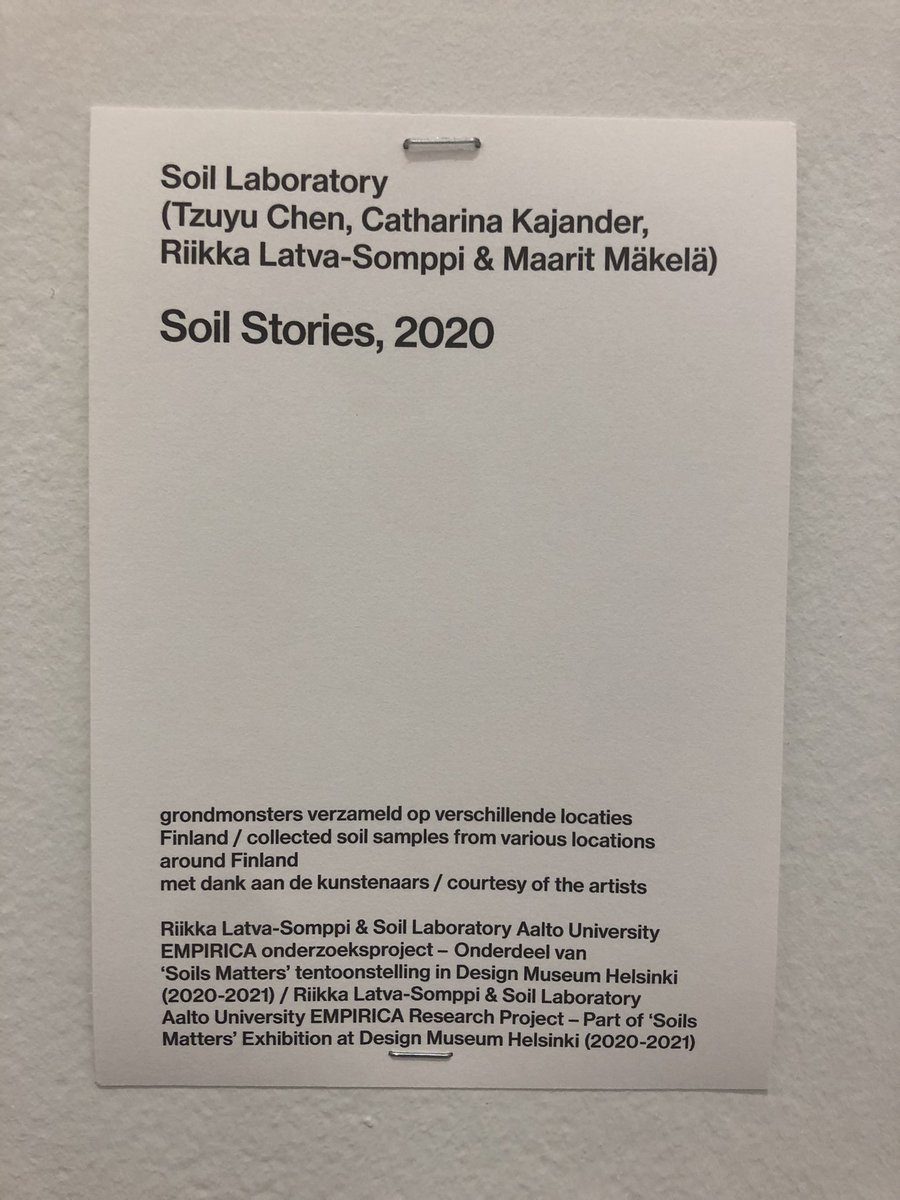 Soil Laboratory
(Tzuyu Chen, Catharina Kajander,
Riikka Latva-Somppi & Maarit Mäkelä)
Soil Stories, 2020
grondmonsters verzameld op verschillende locaties
Finland / collected soil samples from various locations
around Finland
met dank aan de kunstenaars / courtesy of the artists
Riikka Latva-Somppi & Soil Laboratory Aalto University
EMPIRICA onderzoeksproject – Onderdeel van
‘Soils Matters’ tentoonstelling in Design Museum Helsinki
(2020-2021) / Riikka Latva-Somppi & Soil Laboratory
Aalto University EMPIRICA Research Project – Part of ‘Soils
Matters’ Exhibition at Design Museum Helsinki (2020-2021)